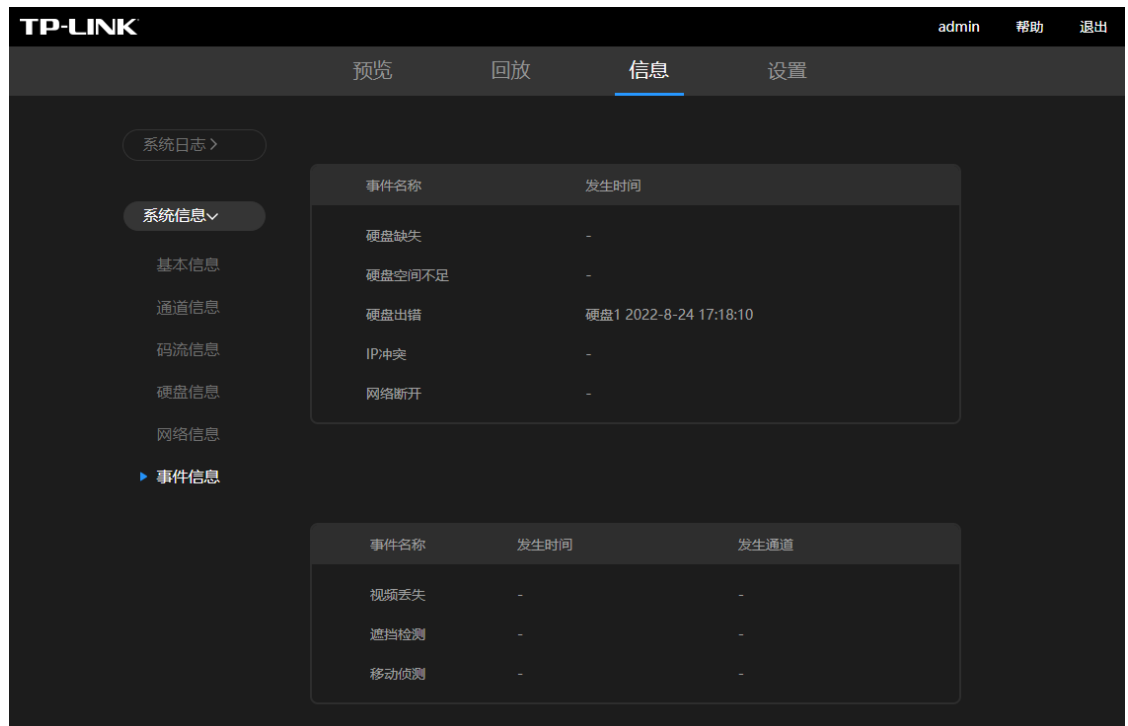 TP-LINK admin 帮助 退出
预览 回放 信息 设置
系统日志
系统信息
基本信息
通道信息
码流信息
硬盘信息
网络信息
事件信息
事件名称 发生时间
硬盘缺失 -
硬盘空间不足 -
硬盘出错 硬盘1 2022-8-24 17:18:10
IP冲突 -
网络断开 -
事件名称 发生时间 发生通道
视频丢失 - -
遮挡检测 - -
移动侦测 - -